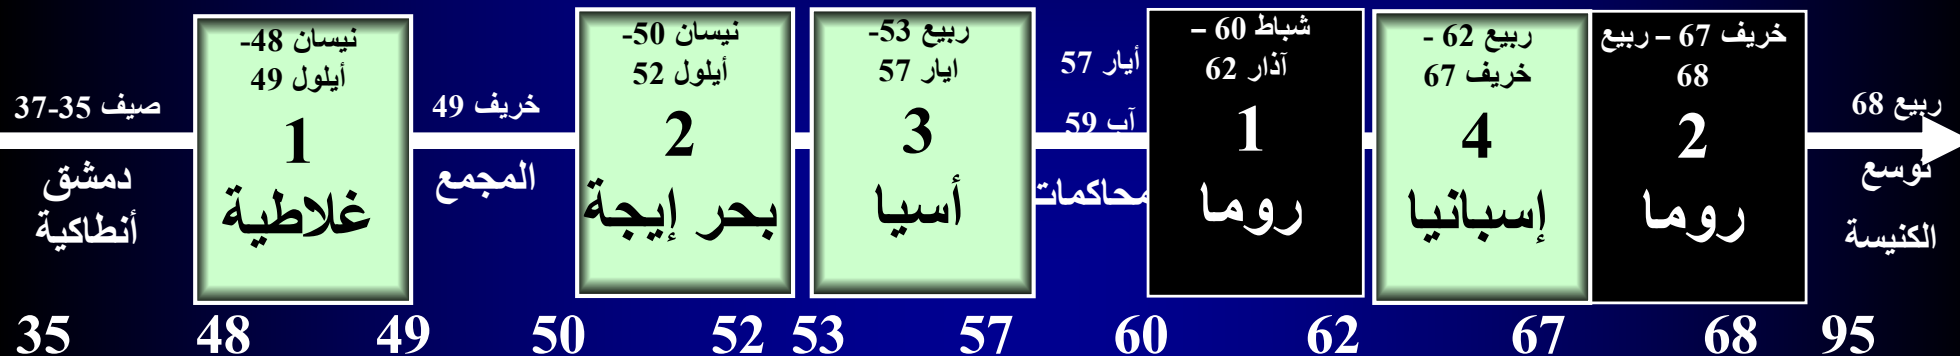 صيف 35-37
دمشق
أنطاكية
نيسان 48-
أيلول 49
1
غلاطية
خريف 49
المجمع
نيسان 50-
أيلول 52
2
بحر إيجة
ربيع 53-
ايار 57
3
أسيا
أيار 57
آب 59
محاكمات
شباط 60 –
آذار 62
1
روما
ربيع 62 -
خريف 67
4
إسبانيا
خريف 67 – ربيع
68
2
روما
ربيع 68
توسع
الكنيسة
35 48 49 50 52 53 57 60 62 67 68 95